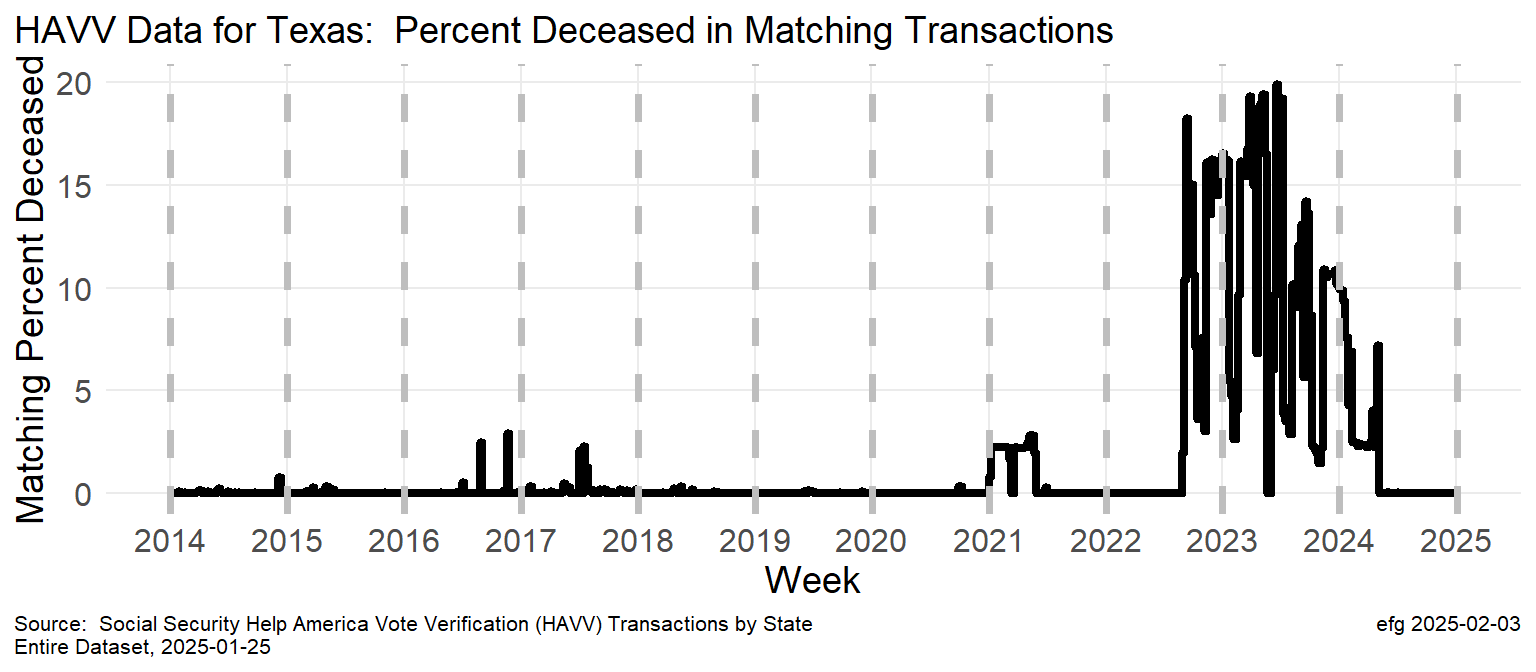 HAVV Data for Texas:  Percent Deceased in Matching Transactions
Matching Percent Deceased
20
15
10
5
0
2014 2015 2016 2017 2018 2019 2020 2021 2022 2023 2024 2025
Week
Source:  Social Security Help America Vote Verification (HAVV) Transactions by State
Entire Dataset, 2025-01-25
efg 2025-02-03